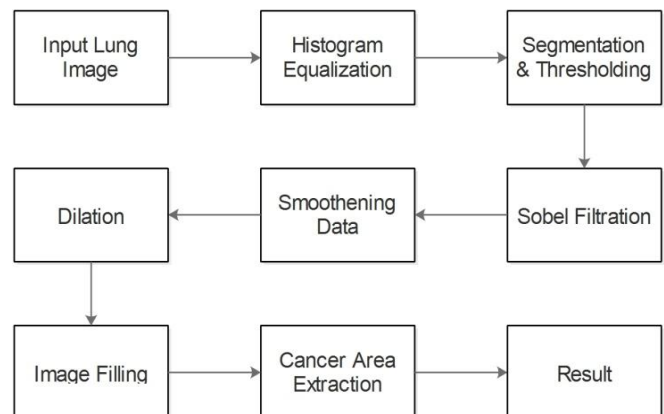 Input Lung
Image
Histogram
Equalization
Segmentation
& Thresholding
Sobel Filtration
Smoothening
Data
Dilation
Image Filling
Cancer Area
Extraction
Result